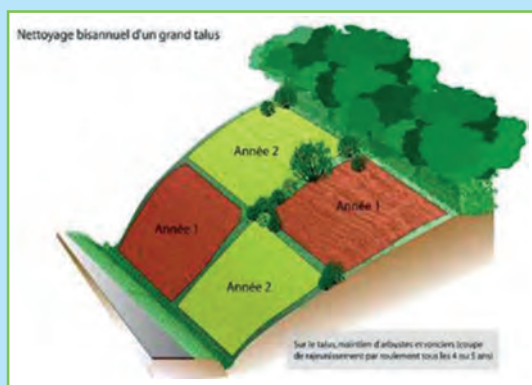 Nettoyage bisannuel d'un grand talus
Année 2
Année 1
Année 1
Année 2
Sur le talus, maintien d'arbustes et ronciers (coupe
de rajeunissement par roulement tous les 4 ou 5 ans)